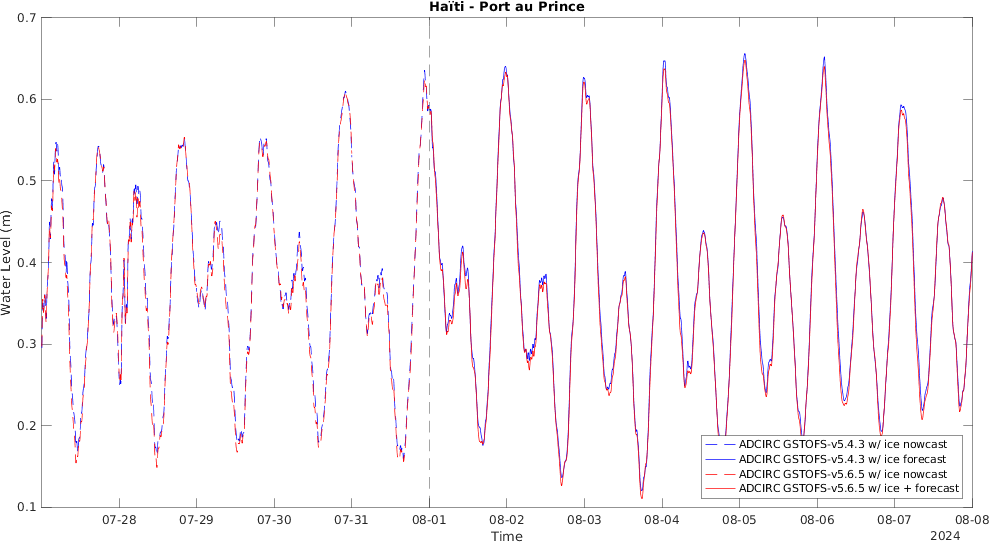 Haïti - Port au Prince
0.7
0.6
0.5
0.4
0.3
0.2
0.1
Water Level (m)
ADCIRC GSTOFS-v5.4.3 w/ ice nowcast
ADCIRC GSTOFS-v5.4.3 w/ ice forecast
ADCIRC GSTOFS-v5.6.5 w/ ice nowcast
ADCIRC GSTOFS-v5.6.5 w/ ice + forecast
07-28 07-29 07-30 07-31 08-01 08-02 08-03 08-04 08-05 08-06 08-07 08-08
Time
2024